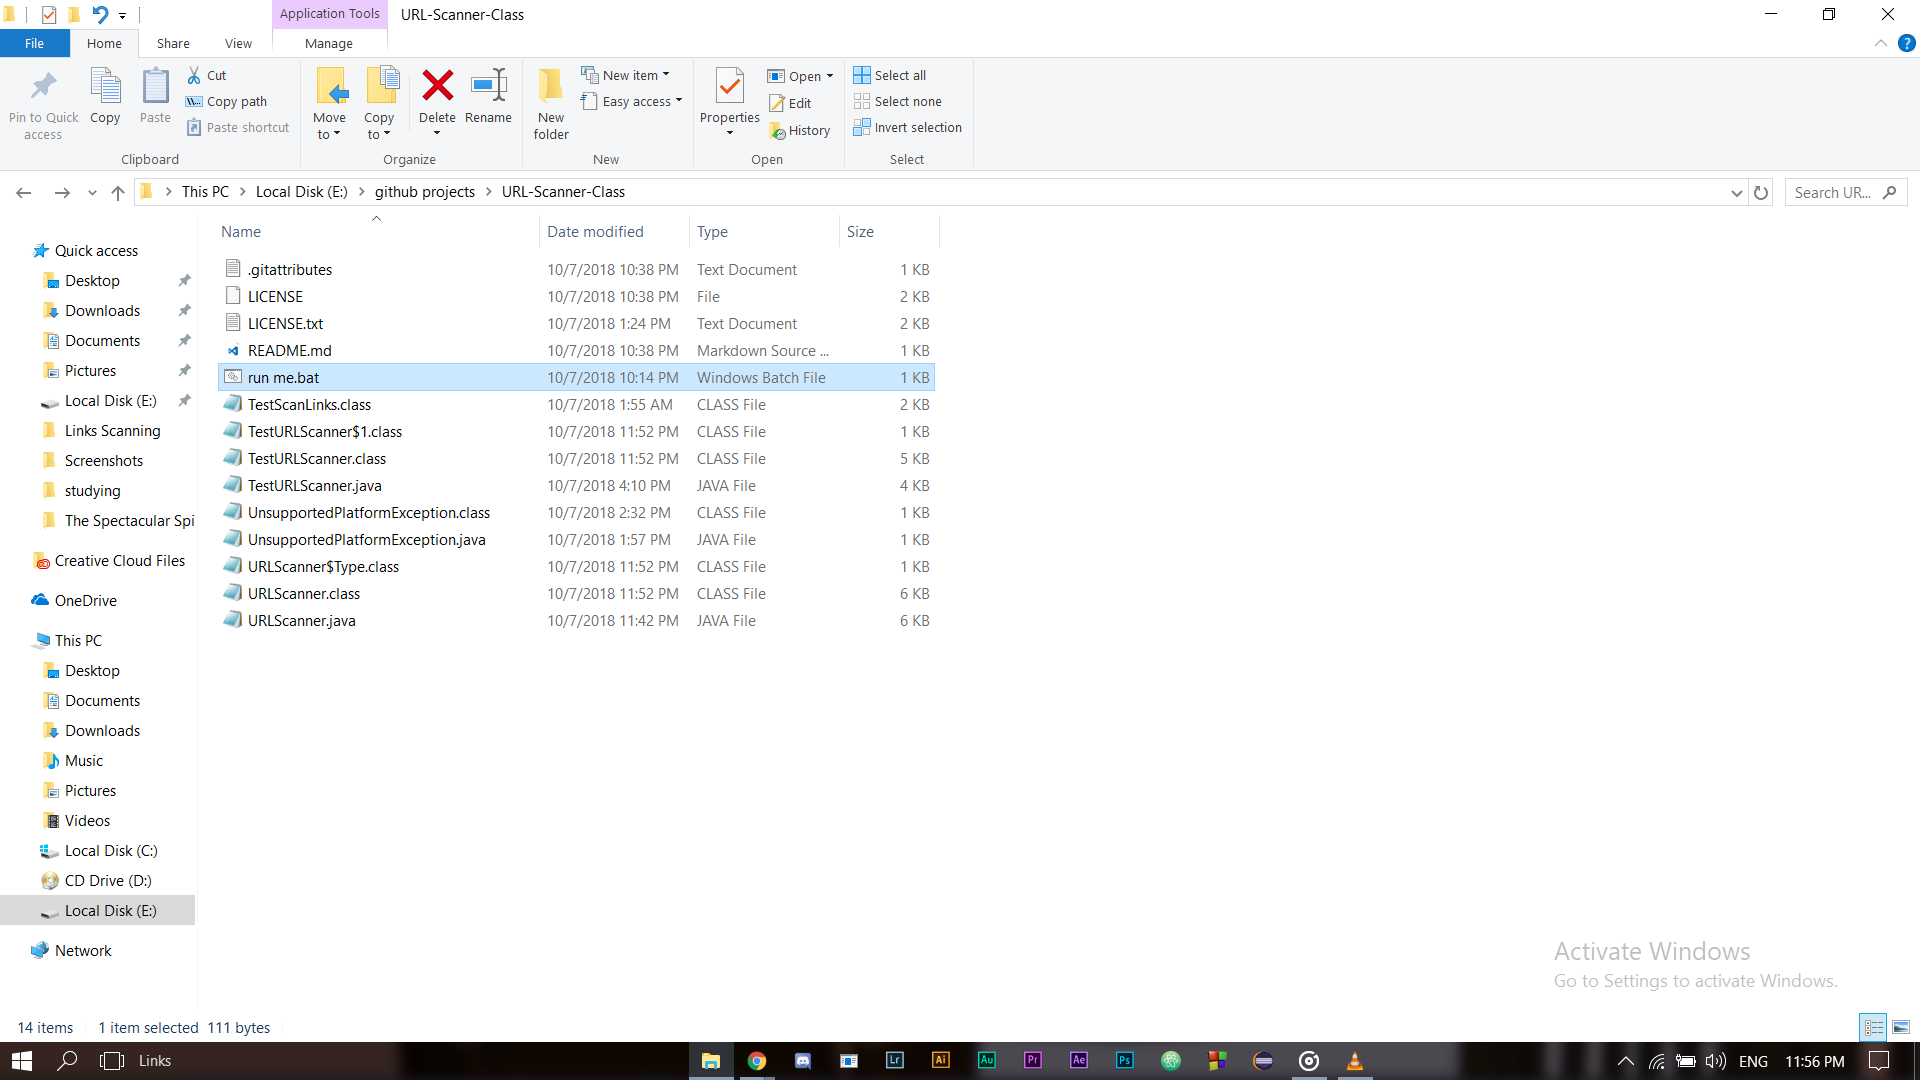 Application Tools URL-Scanner-Class
File Home Share View Manage
Pin to Quick access
Copy
Paste
Cut
Copy path
Paste shortcut
Clipboard
Move to
Copy to
Delete
Rename
Organize
New folder
New item
Easy access
New
Properties
Open
Edit
History
Open
Select all
Select none
Invert selection
Select
This PC Local Disk (E:) github projects URL-Scanner-Class
Search UR...
Quick access
Desktop
Downloads
Documents
Pictures
Local Disk (E:)
Links Scanning
Screenshots
studying
The Spectacular Spi
Creative Cloud Files
OneDrive
This PC
Desktop
Documents
Downloads
Music
Pictures
Videos
Local Disk (C:)
CD Drive (D:)
Local Disk (E:)
Network
Name Date modified Type Size
.gitattributes 10/7/2018 10:38 PM Text Document 1 KB
LICENSE 10/7/2018 10:38 PM File 2 KB
LICENSE.txt 10/7/2018 1:24 PM Text Document 2 KB
README.md 10/7/2018 10:38 PM Markdown Source ... 1 KB
run me.bat 10/7/2018 10:14 PM Windows Batch File 1 KB
TestScanLinks.class 10/7/2018 1:55 AM CLASS File 2 KB
TestURLScanner$1.class 10/7/2018 11:52 PM CLASS File 1 KB
TestURLScanner.class 10/7/2018 11:52 PM CLASS File 5 KB
TestURLScanner.java 10/7/2018 4:10 PM JAVA File 4 KB
UnsupportedPlatformException.class 10/7/2018 2:32 PM CLASS File 1 KB
UnsupportedPlatformException.java 10/7/2018 1:57 PM JAVA File 1 KB
URLScanner$Type.class 10/7/2018 11:52 PM CLASS File 1 KB
URLScanner.class 10/7/2018 11:52 PM CLASS File 6 KB
URLScanner.java 10/7/2018 11:42 PM JAVA File 6 KB
Activate Windows
Go to Settings to activate Windows.
14 items 1 item selected 111 bytes
Links Lr Ai Au Pr Ae Ps ENG 11:56 PM